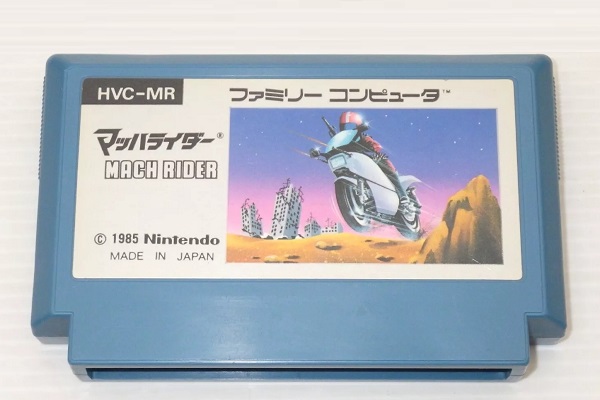 HVC-MR
ファミリー コンピュータ™
マッハライダー®
MACH RIDER
© 1985 Nintendo
MADE IN JAPAN